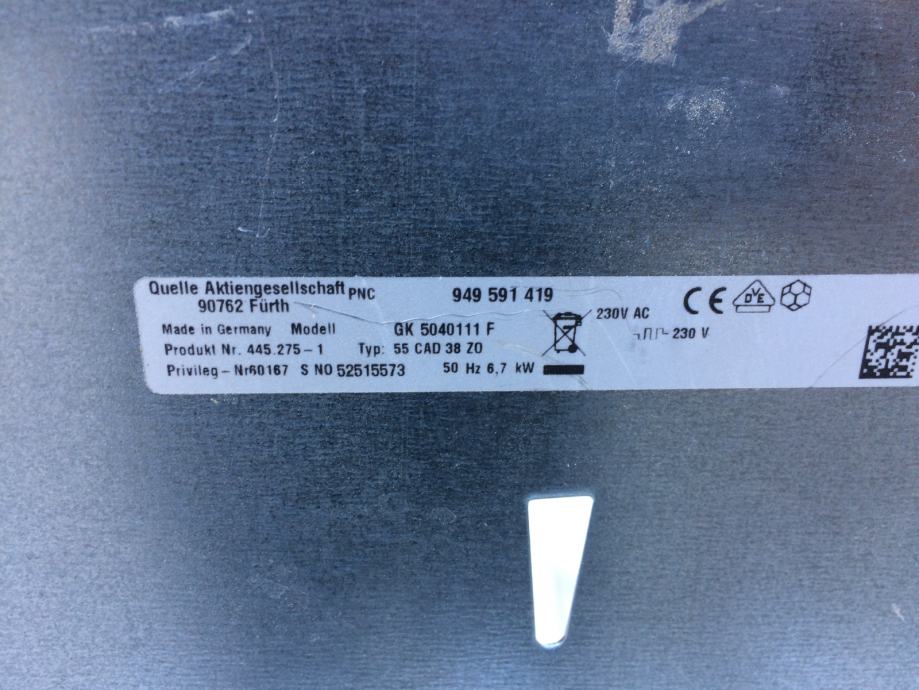 Quelle Aktiengesellschaft PNC 949 591 419
90762 Fürth
230V AC CE DVE
Made in Germany Modell GK 5040111 F
230 V
Produkt Nr. 445.275-1 Typ: 55 CAD 38 ZO
Privileg-Nr60167 S NO 52515573 50 Hz 6,7 kW